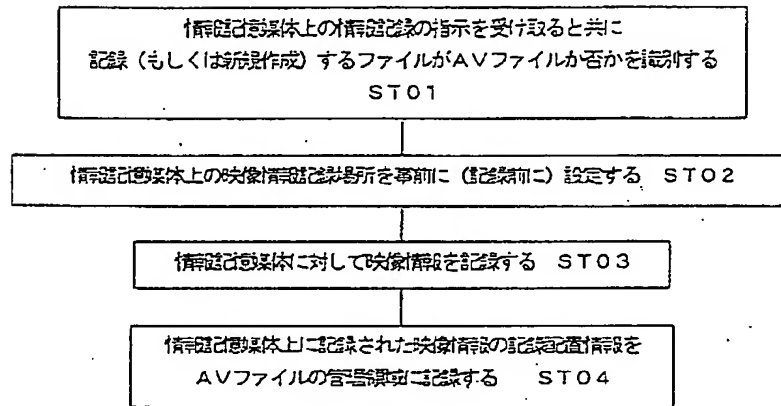 情報記憶媒体上の情報記録の指示を受け取ると共に
記録（もしくは新規作成）するファイルがAVファイルか否かを識別する
ST01
情報記憶媒体上の映像情報記録場所を事前に（記録前に）設定する ST02
情報記憶媒体に対して映像情報を記録する ST03
情報記憶媒体上に記録された映像情報の記録配置情報を
AVファイルの管理領域に記録する ST04